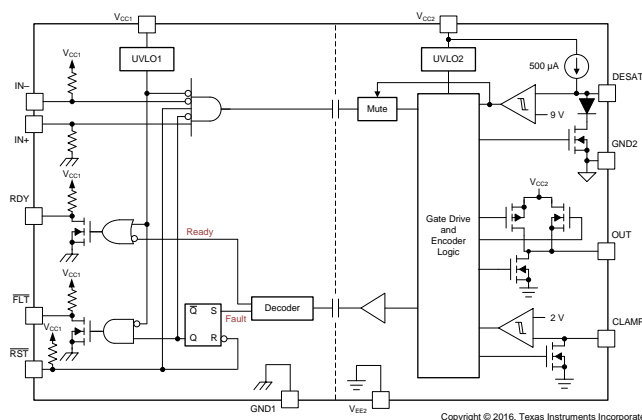 VCC1
VCC2
UVLO1
UVLO2
500 µA
VCC1
DESAT
IN–
Mute
9 V
IN+
GND2
VCC1
RDY
VCC2
Ready
Gate Drive
and
Encoder
Logic
OUT
VCC1
FLT
Q S
Decoder
Fault
2 V
CLAMP
VCC1
Q R
RST
GND1
VEE2
Copyright © 2016, Texas Instruments Incorporate